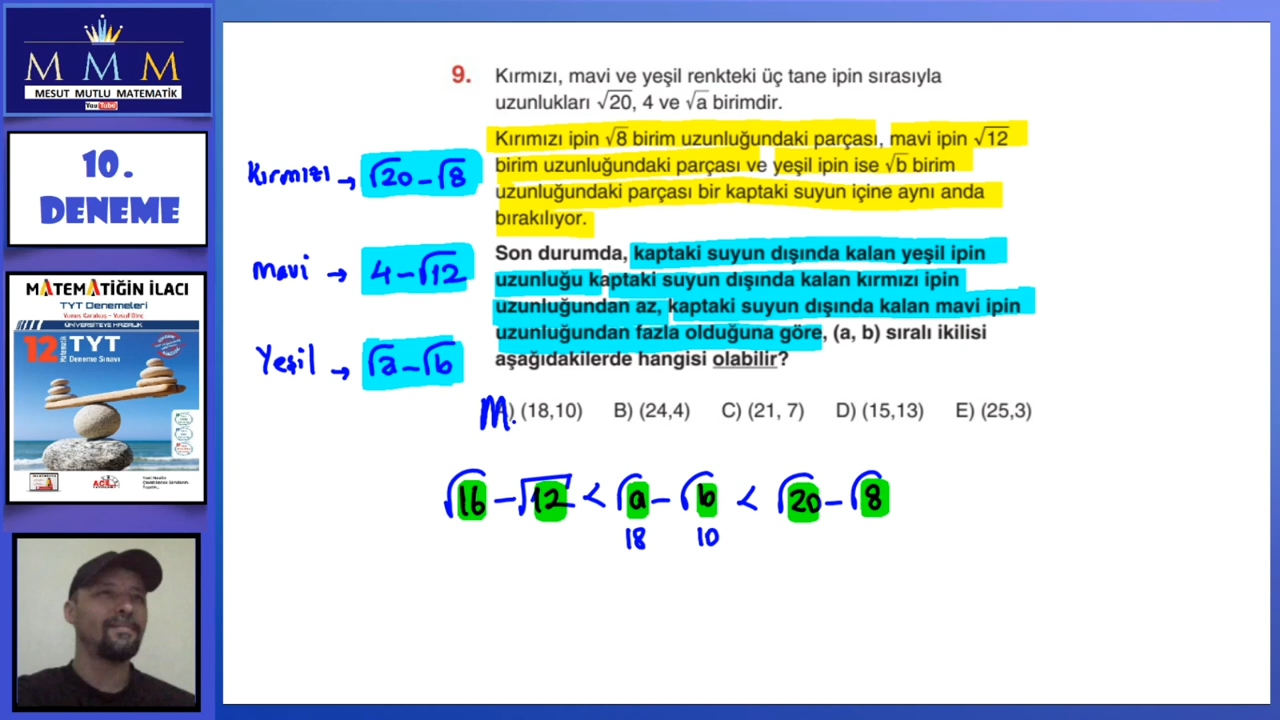 M M M
MESUT MUTLU MATEMATİK
YouTube
10.
DENEME
MATEMATİĞİN İLACI
TYT Denemeleri
Yunus Karakuş – Yusuf Dinç
ÜNİVERSİTEYE HAZIRLIK
12 Matematik TYT
Deneme Sınavı
9. Kırmızı, mavi ve yeşil renkteki üç tane ipin sırasıyla
uzunlukları √20, 4 ve √a birimdir.
Kırımızı ipin √8 birim uzunluğundaki parçası, mavi ipin √12
birim uzunluğundaki parçası ve yeşil ipin ise √b birim
uzunluğundaki parçası bir kaptaki suyun içine aynı anda
bırakılıyor.
Son durumda, kaptaki suyun dışında kalan yeşil ipin
uzunluğu kaptaki suyun dışında kalan kırmızı ipin
uzunluğundan az, kaptaki suyun dışında kalan mavi ipin
uzunluğundan fazla olduğuna göre, (a, b) sıralı ikilisi
aşağıdakilerde hangisi olabilir?
Kırmızı → √20 – √8
mavi → 4 – √12
Yeşil → √a – √b
M. ) (18,10) B) (24,4) C) (21, 7) D) (15,13) E) (25,3)
√16 – √12 < √a – √b < √20 – √8
18 10